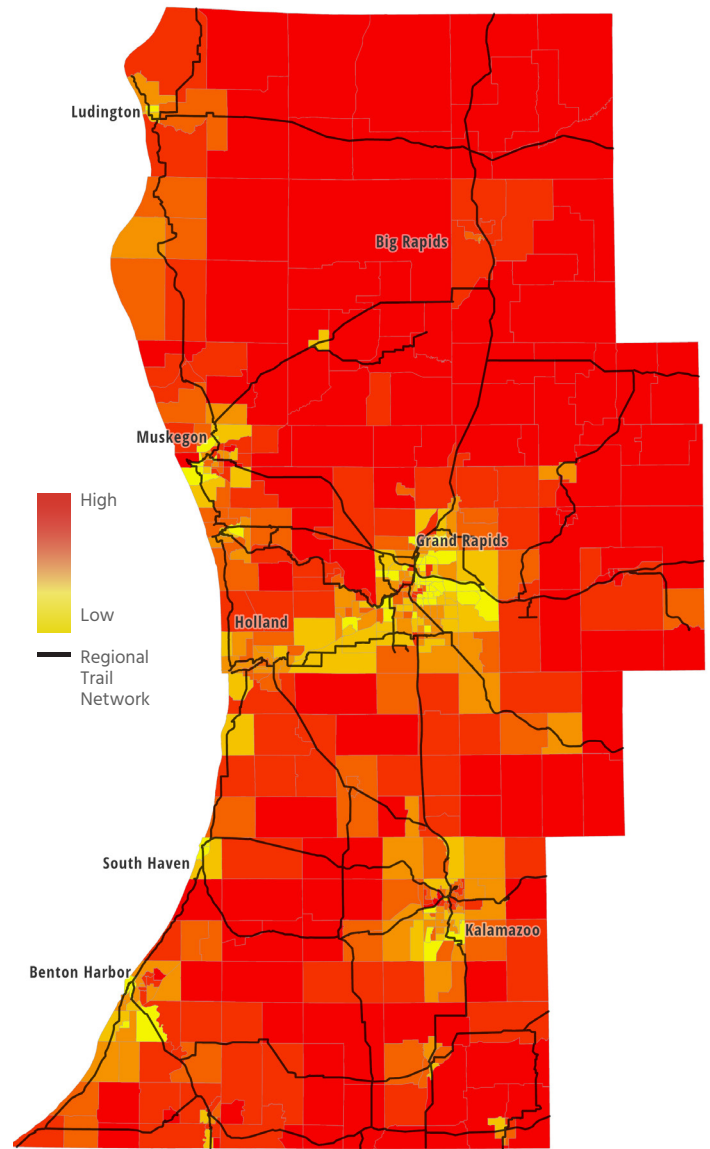 Ludington
Big Rapids
Muskegon
High
Grand Rapids
Low
Holland
Regional
Trail
Network
South Haven
Kalamazoo
Benton Harbor